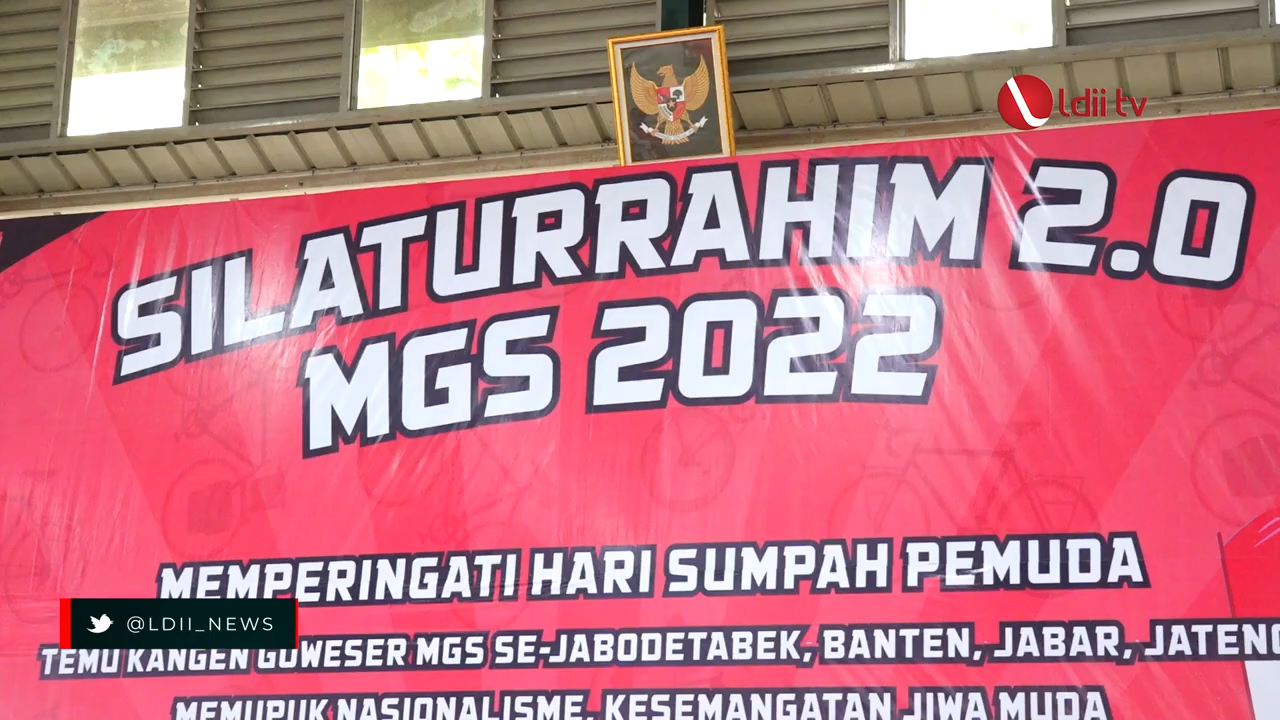 ldii tv
SILATURRAHIM 2.0
MGS 2022
MEMPERINGATI HARI SUMPAH PEMUDA
@LDII_NEWS
TEMU KANGEN GOWESER MGS SE-JABODETABEK, BANTEN, JABAR, JATENG
MEMUPUK NASIONALISME, KESEMANGATAN JIWA MUDA